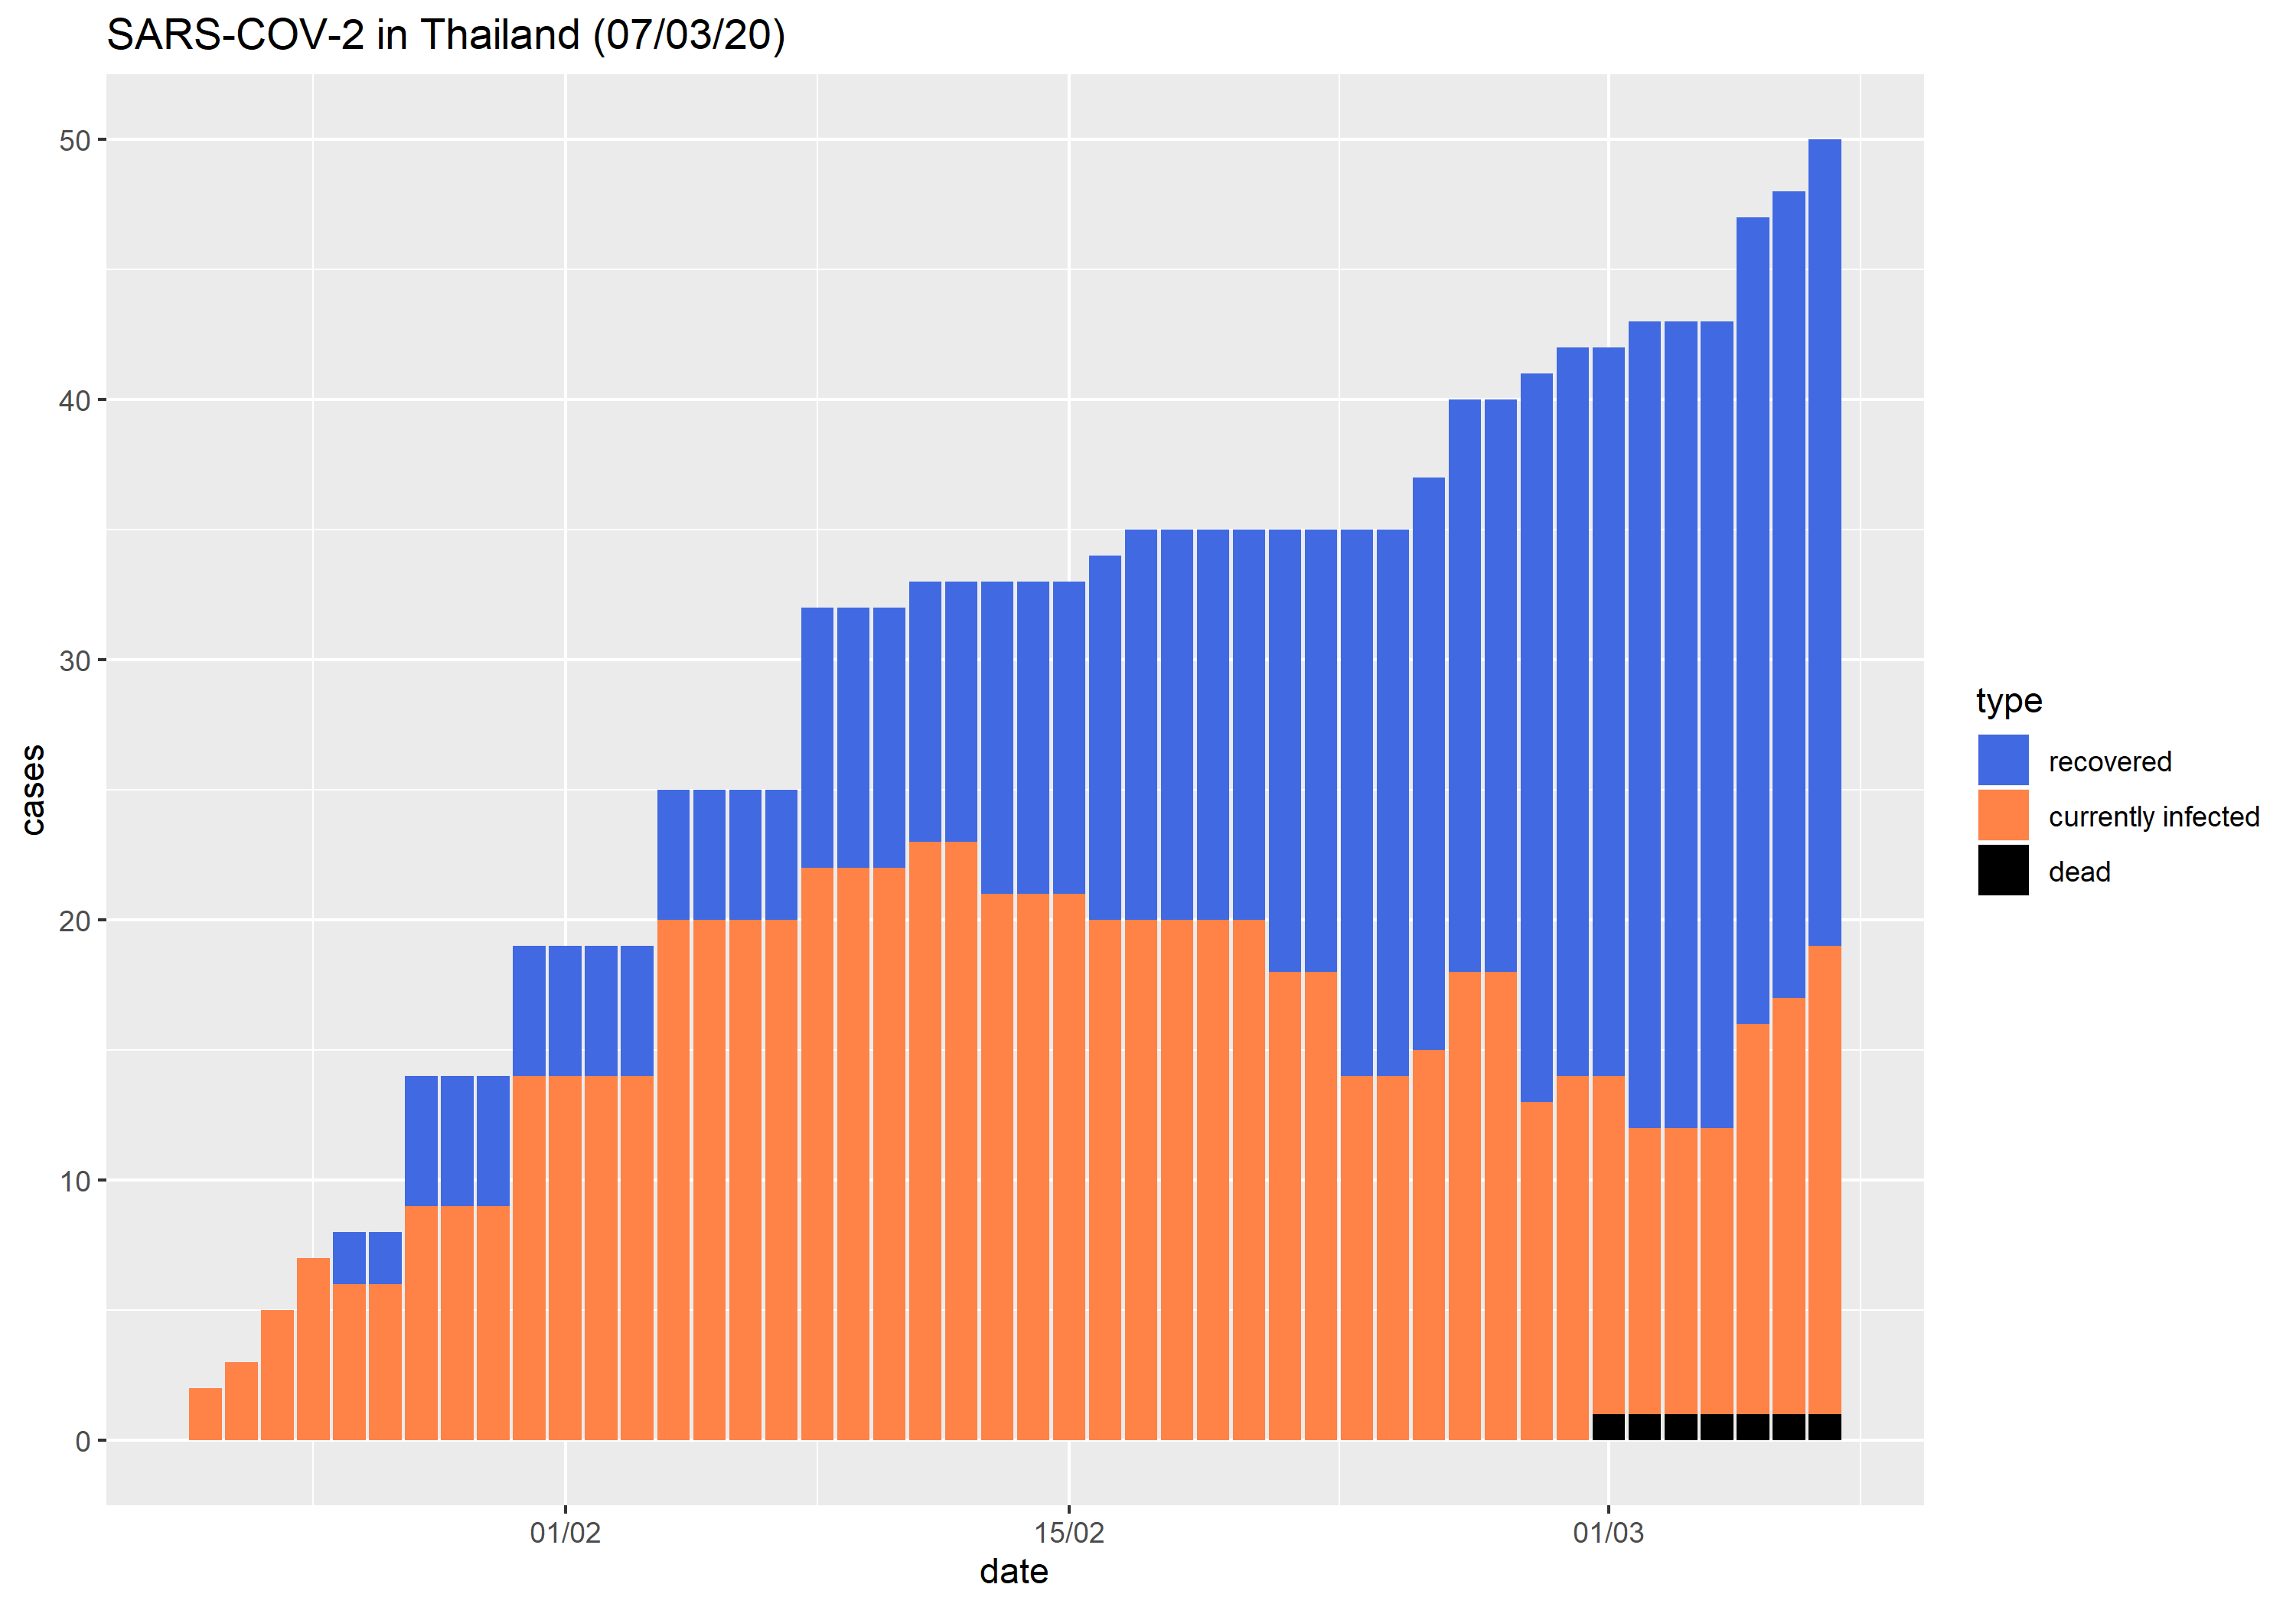 SARS-COV-2 in Thailand (07/03/20)
50
40
30
20
10
0
cases
01/02
15/02
01/03
date
type
recovered
currently infected
dead